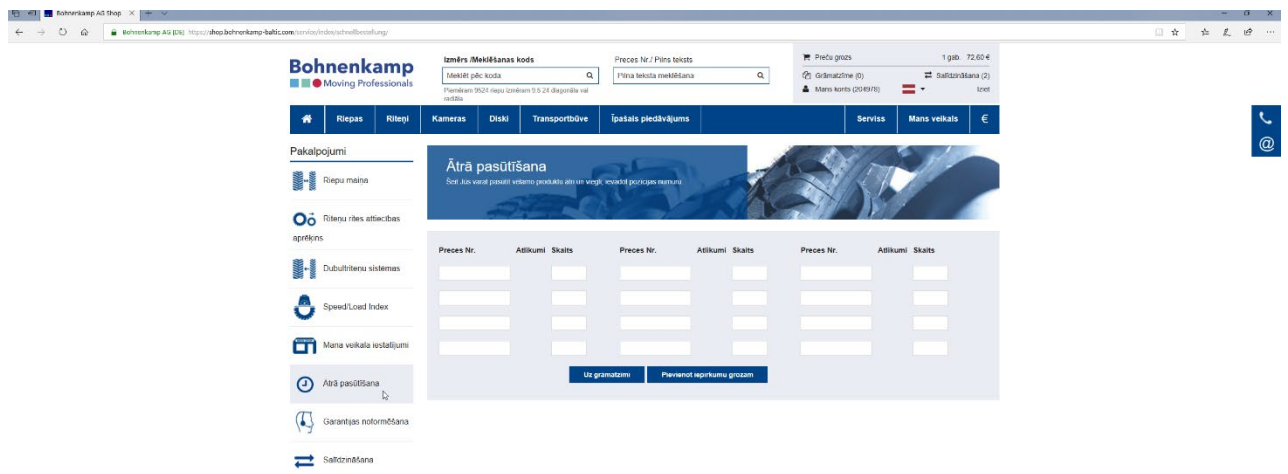 Bohnenkamp AG Shop
Bohnenkamp AG [DE] https://shop.bohnenkamp-baltic.com/service/index/schnellbestellung/
Bohnenkamp
Moving Professionals
Izmērs /Meklēšanas kods
Meklēt pēc koda
Piemēram 9524 riepu izmēram 9.5 24 diagonāla vai
radiāla
Preces Nr./ Pilns teksts
Pilna teksta meklēšana
Preču grozs 1 gab. 72,60 €
Grāmatzīme (0) Salīdzināšana (2)
Mans konts (204978) Iziet
Riepas Riteņi Kameras Diski Transportbūve Īpašais piedāvājums Serviss Mans veikals €
Pakalpojumi
Riepu maiņa
Riteņu rites attiecības
aprēķins
Dubultriteņu sistēmas
Speed/Load Index
Mana veikala iestatījumi
Ātrā pasūtīšana
Garantijas noformēšana
Salīdzināšana
Ātrā pasūtīšana
Šeit Jūs varat pasūtīt vēlamo produktu ātri un viegli, ievadot pozīcijas numuru
Preces Nr. Atlikumi Skaits Preces Nr. Atlikumi Skaits Preces Nr. Atlikumi Skaits
Uz grāmatzīmi Pievienot iepirkumu grozam
@